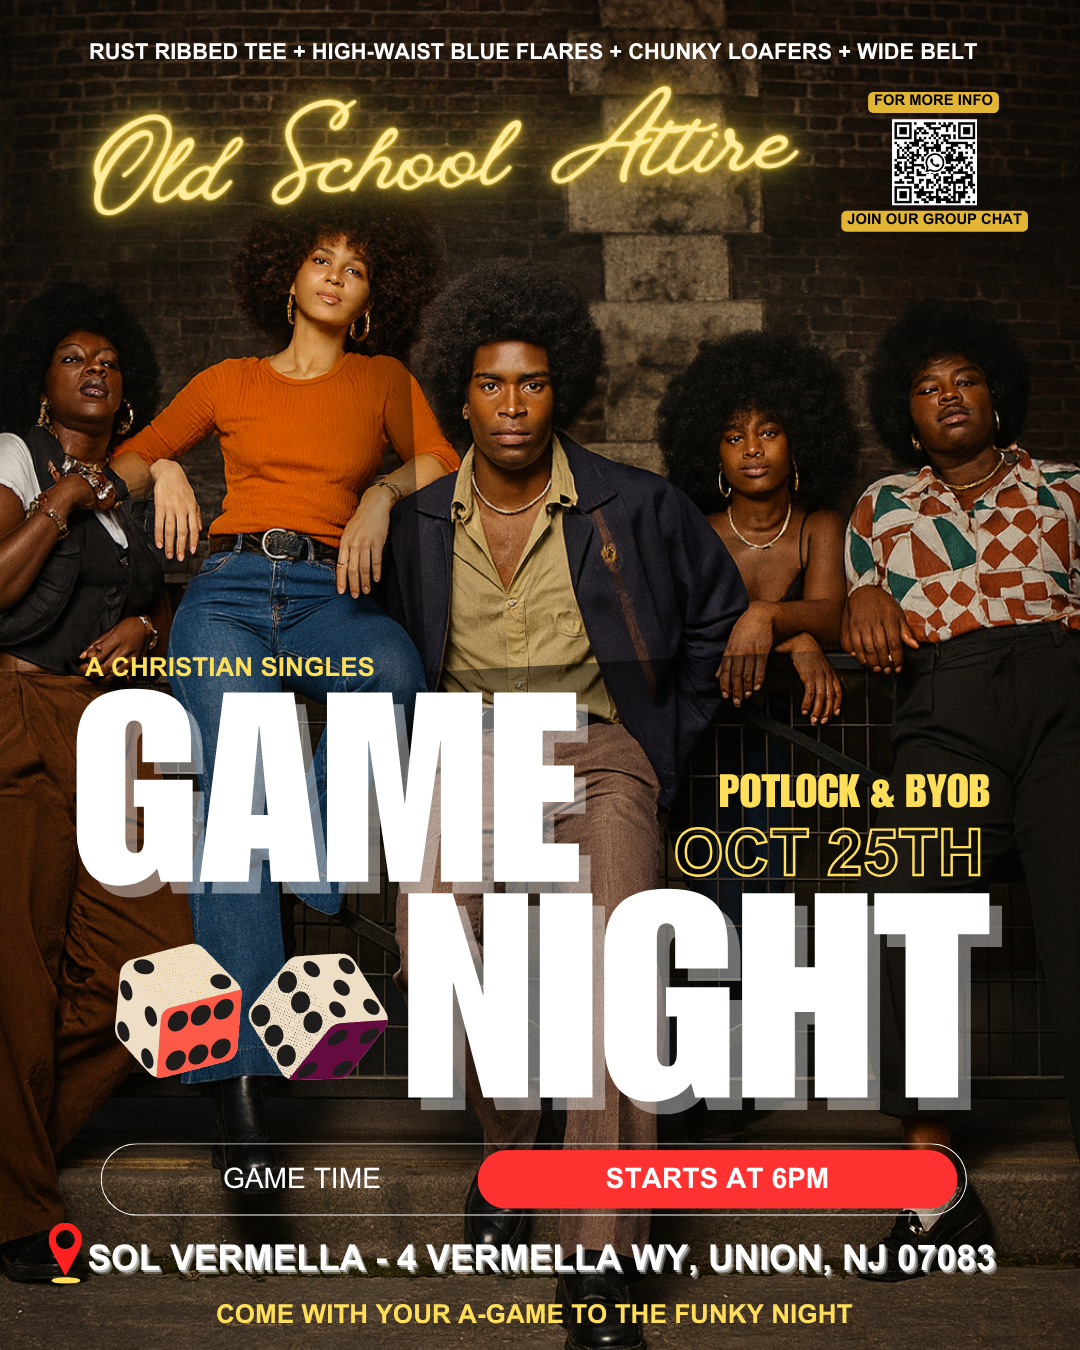 RUST RIBBED TEE + HIGH-WAIST BLUE FLARES + CHUNKY LOAFERS + WIDE BELT
Old School Attire
FOR MORE INFO
JOIN OUR GROUP CHAT
A CHRISTIAN SINGLES
GAME
POTLOCK & BYOB
OCT 25TH
NIGHT
GAME TIME
STARTS AT 6PM
SOL VERMELLA - 4 VERMELLA WY, UNION, NJ 07083
COME WITH YOUR A-GAME TO THE FUNKY NIGHT